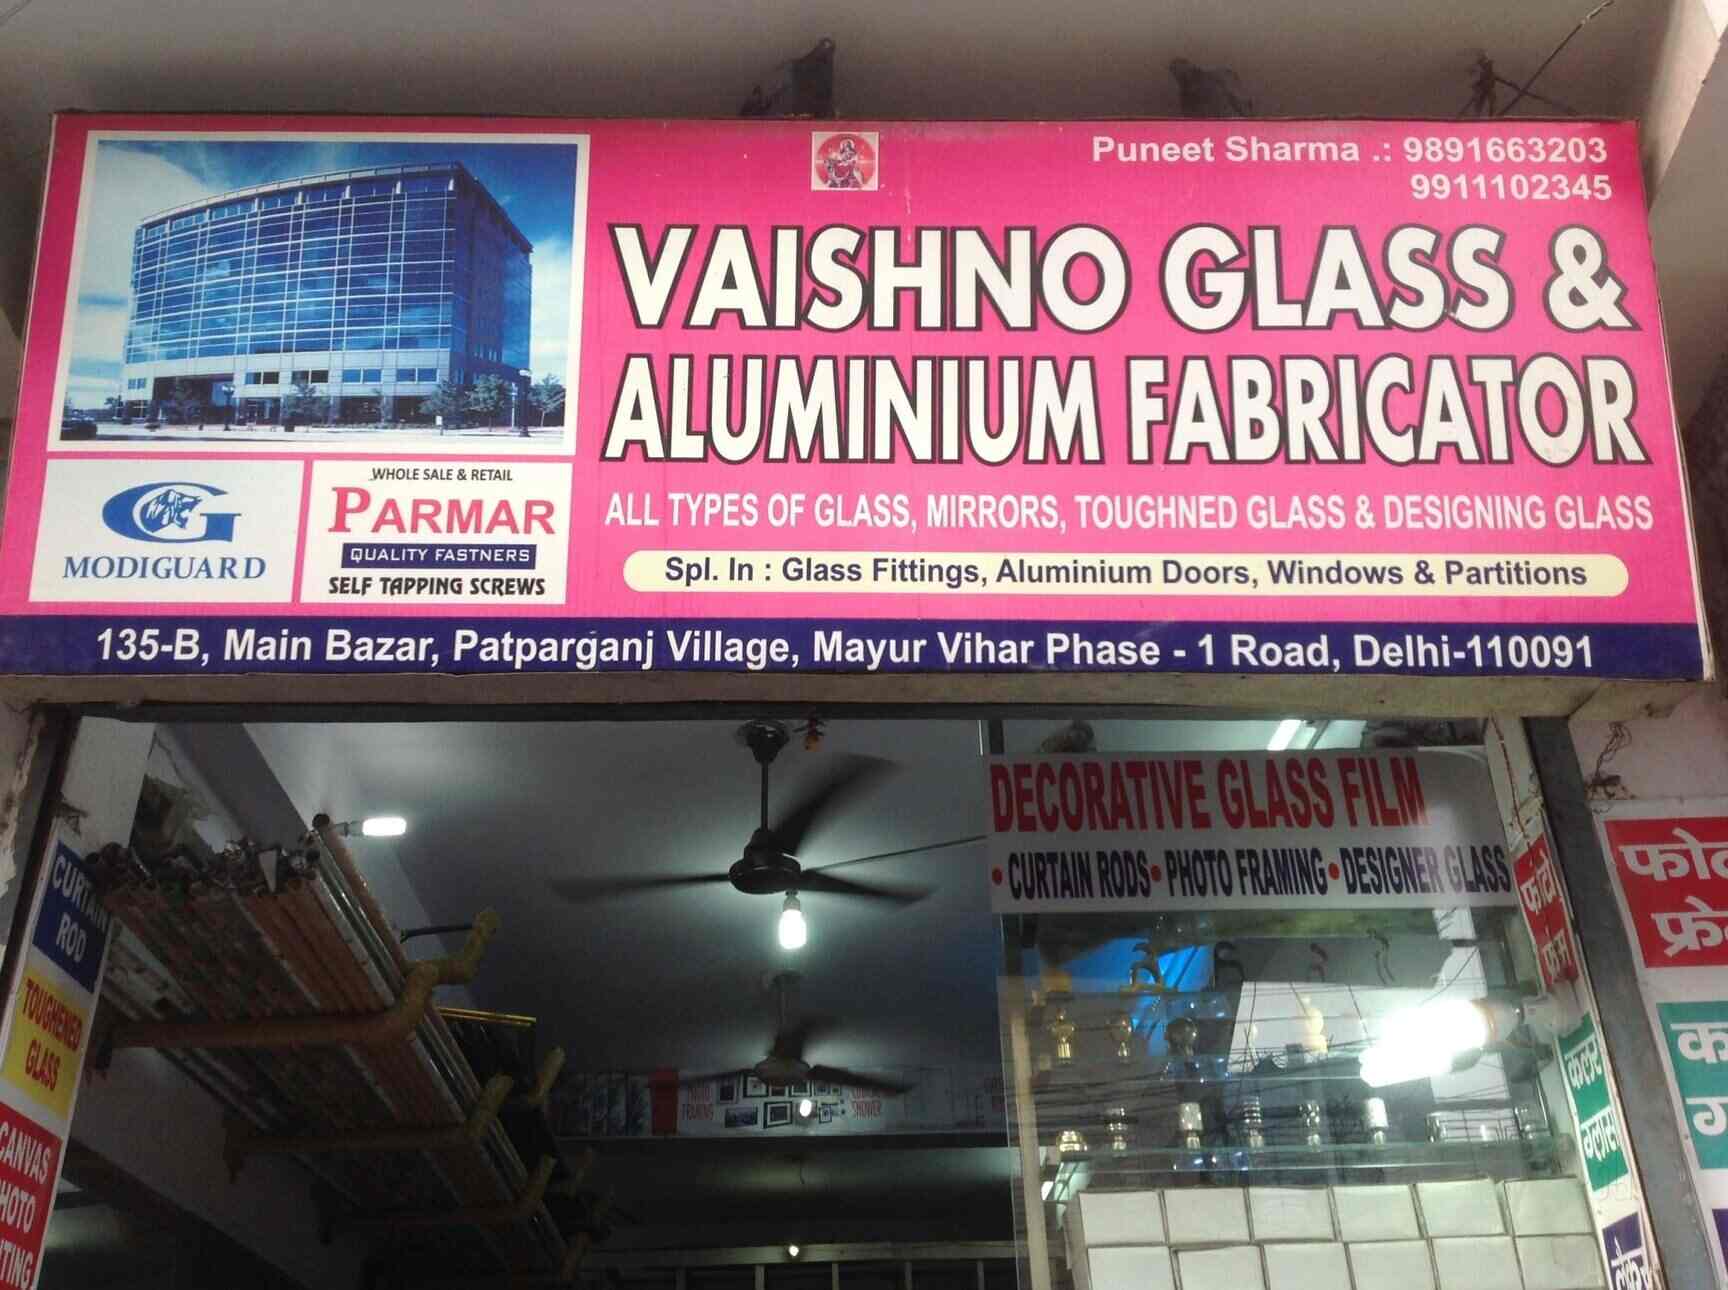 Puneet Sharma .: 9891663203
9911102345
VAISHNO GLASS &
ALUMINIUM FABRICATOR
ALL TYPES OF GLASS, MIRRORS, TOUGHNED GLASS & DESIGNING GLASS
Spl. In : Glass Fittings, Aluminium Doors, Windows & Partitions
G
MODIGUARD
WHOLE SALE & RETAIL
PARMAR
QUALITY FASTNERS
SELF TAPPING SCREWS
135-B, Main Bazar, Patparganj Village, Mayur Vihar Phase - 1 Road, Delhi-110091
DECORATIVE GLASS FILM
• CURTAIN RODS • PHOTO FRAMING • DESIGNER GLASS
CURTAIN
ROD
TOUGHENED
GLASS
CANVAS
फोटो
कलर
ग्लास